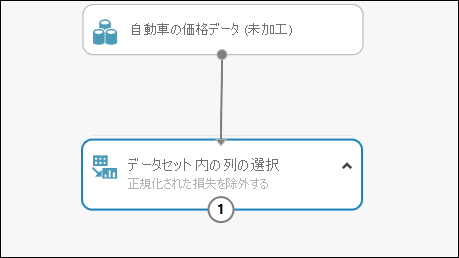 自動車の価格データ (未加工)
データセット内の列の選択
正規化された損失を除外する
1